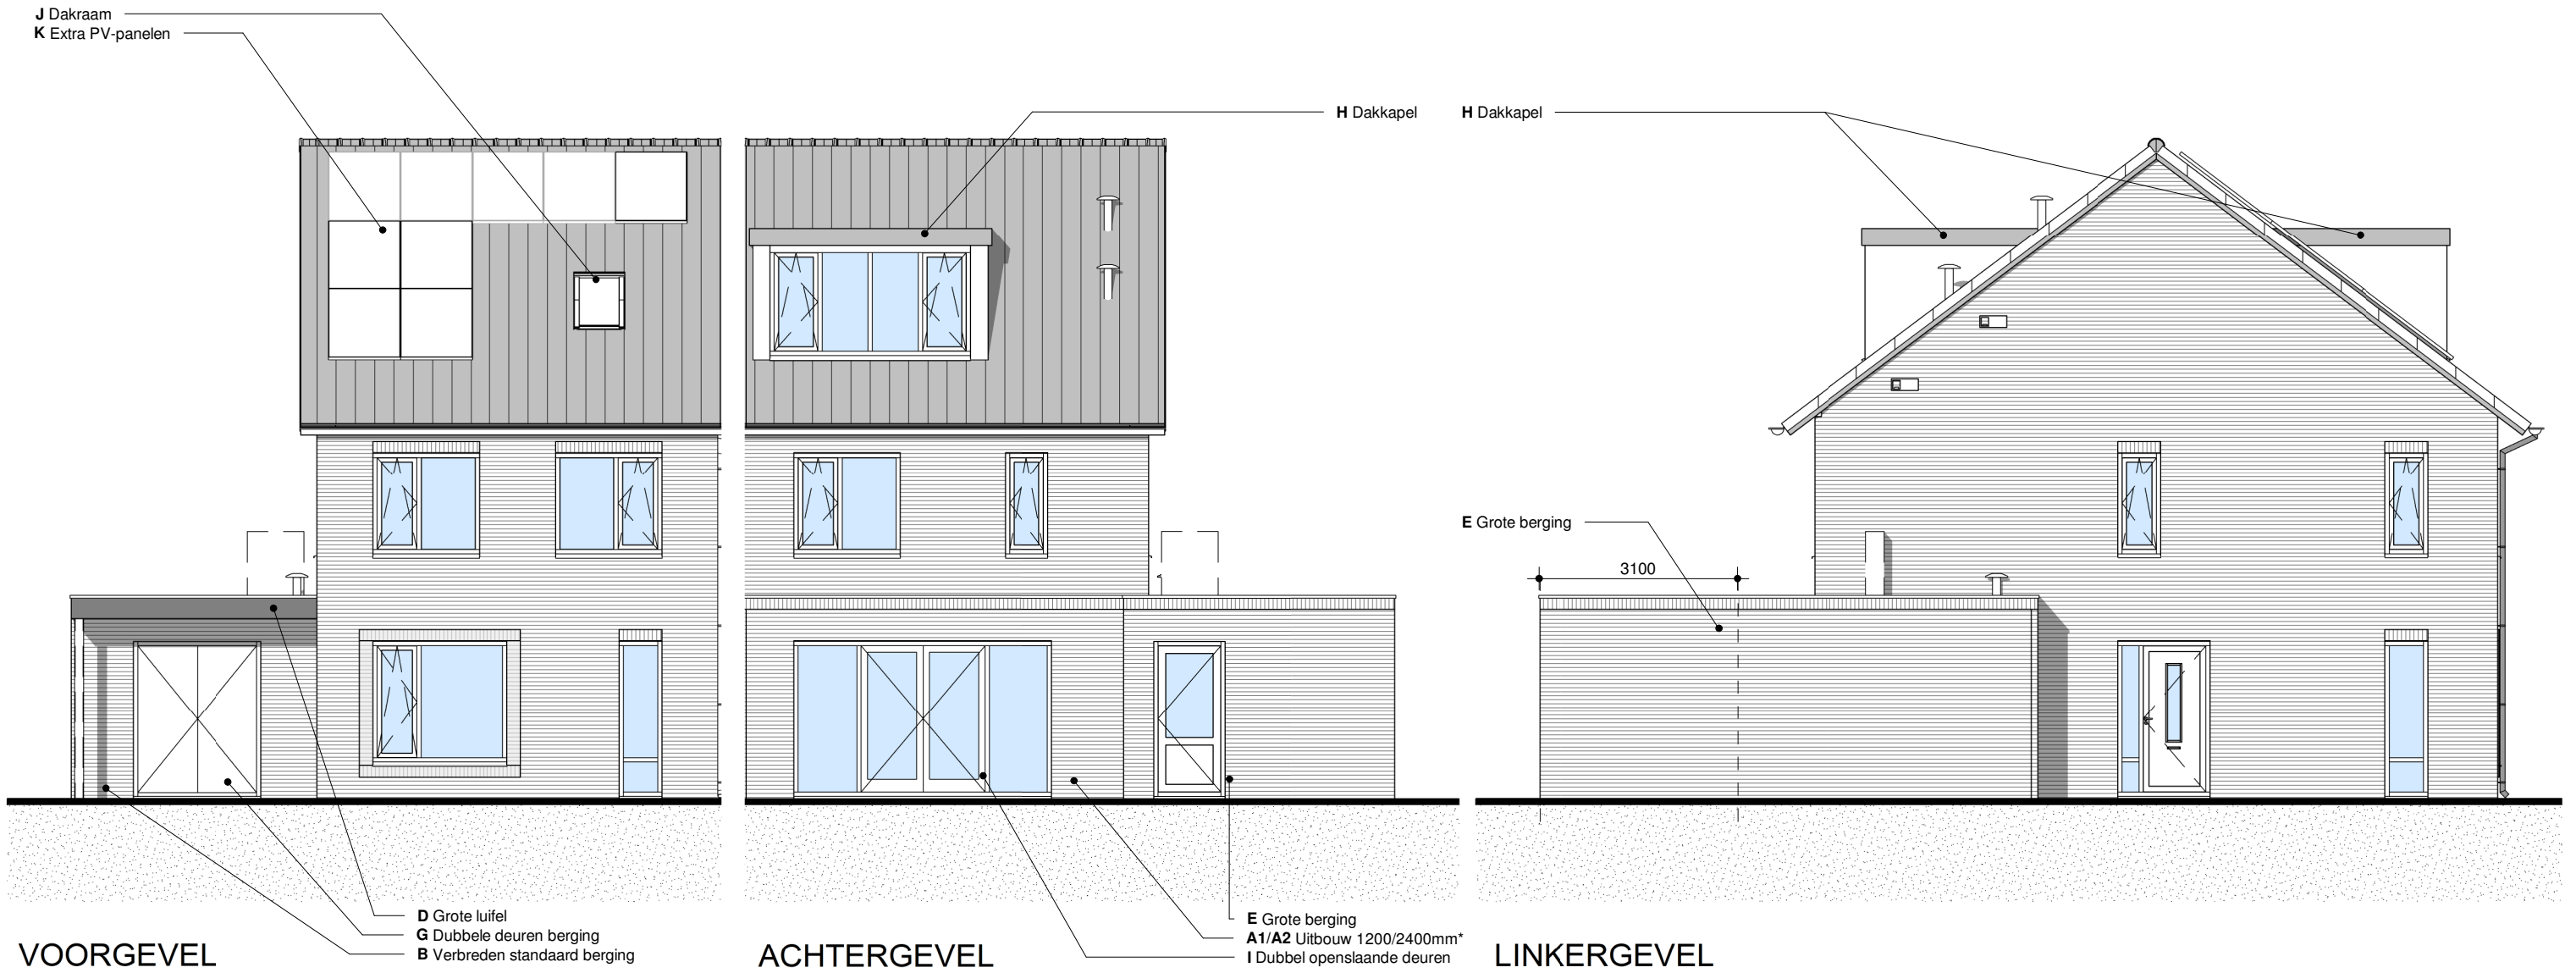 J Dakraam
K Extra PV-panelen
H Dakkapel
H Dakkapel
E Grote berging
3100
D Grote luifel
G Dubbele deuren berging
B Verbreden standaard berging
E Grote berging
A1/A2 Uitbouw 1200/2400mm*
I Dubbel openslaande deuren
VOORGEVEL
ACHTERGEVEL
LINKERGEVEL